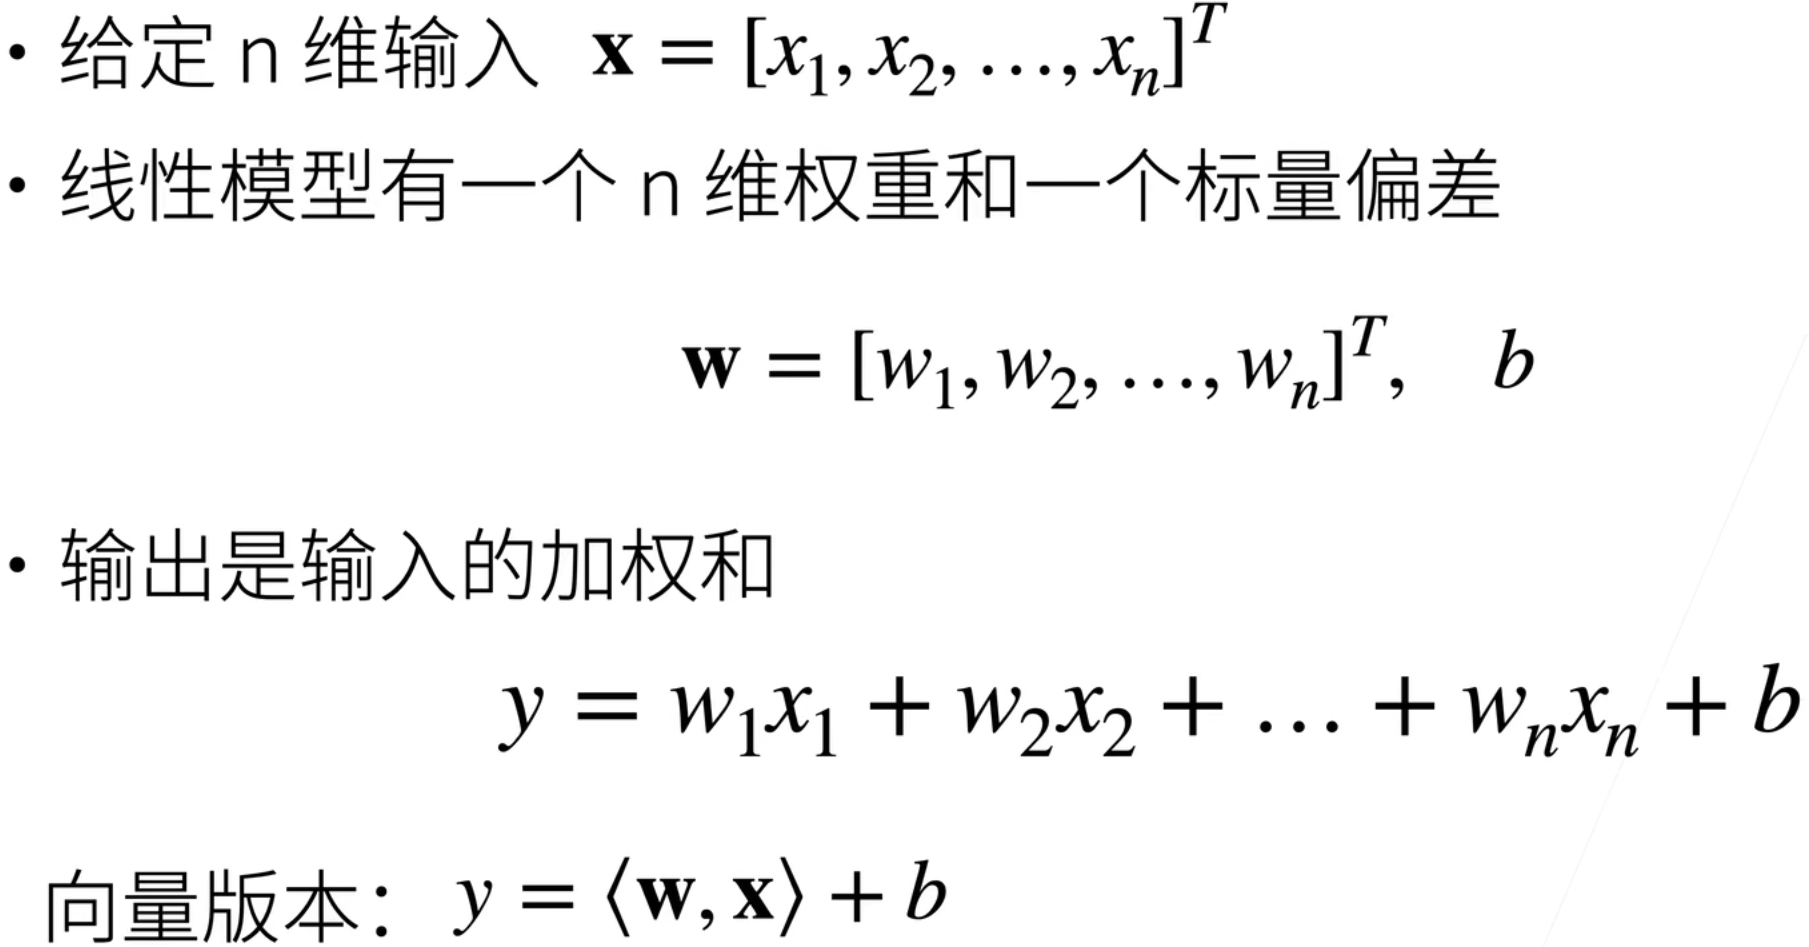 • 给定 n 维输入 x = [x₁, x₂, …, xₙ]ᵀ
• 线性模型有一个 n 维权重和一个标量偏差
w = [w₁, w₂, …, wₙ]ᵀ, b
• 输出是输入的加权和
y = w₁x₁ + w₂x₂ + … + wₙxₙ + b
向量版本： y = ⟨w, x⟩ + b